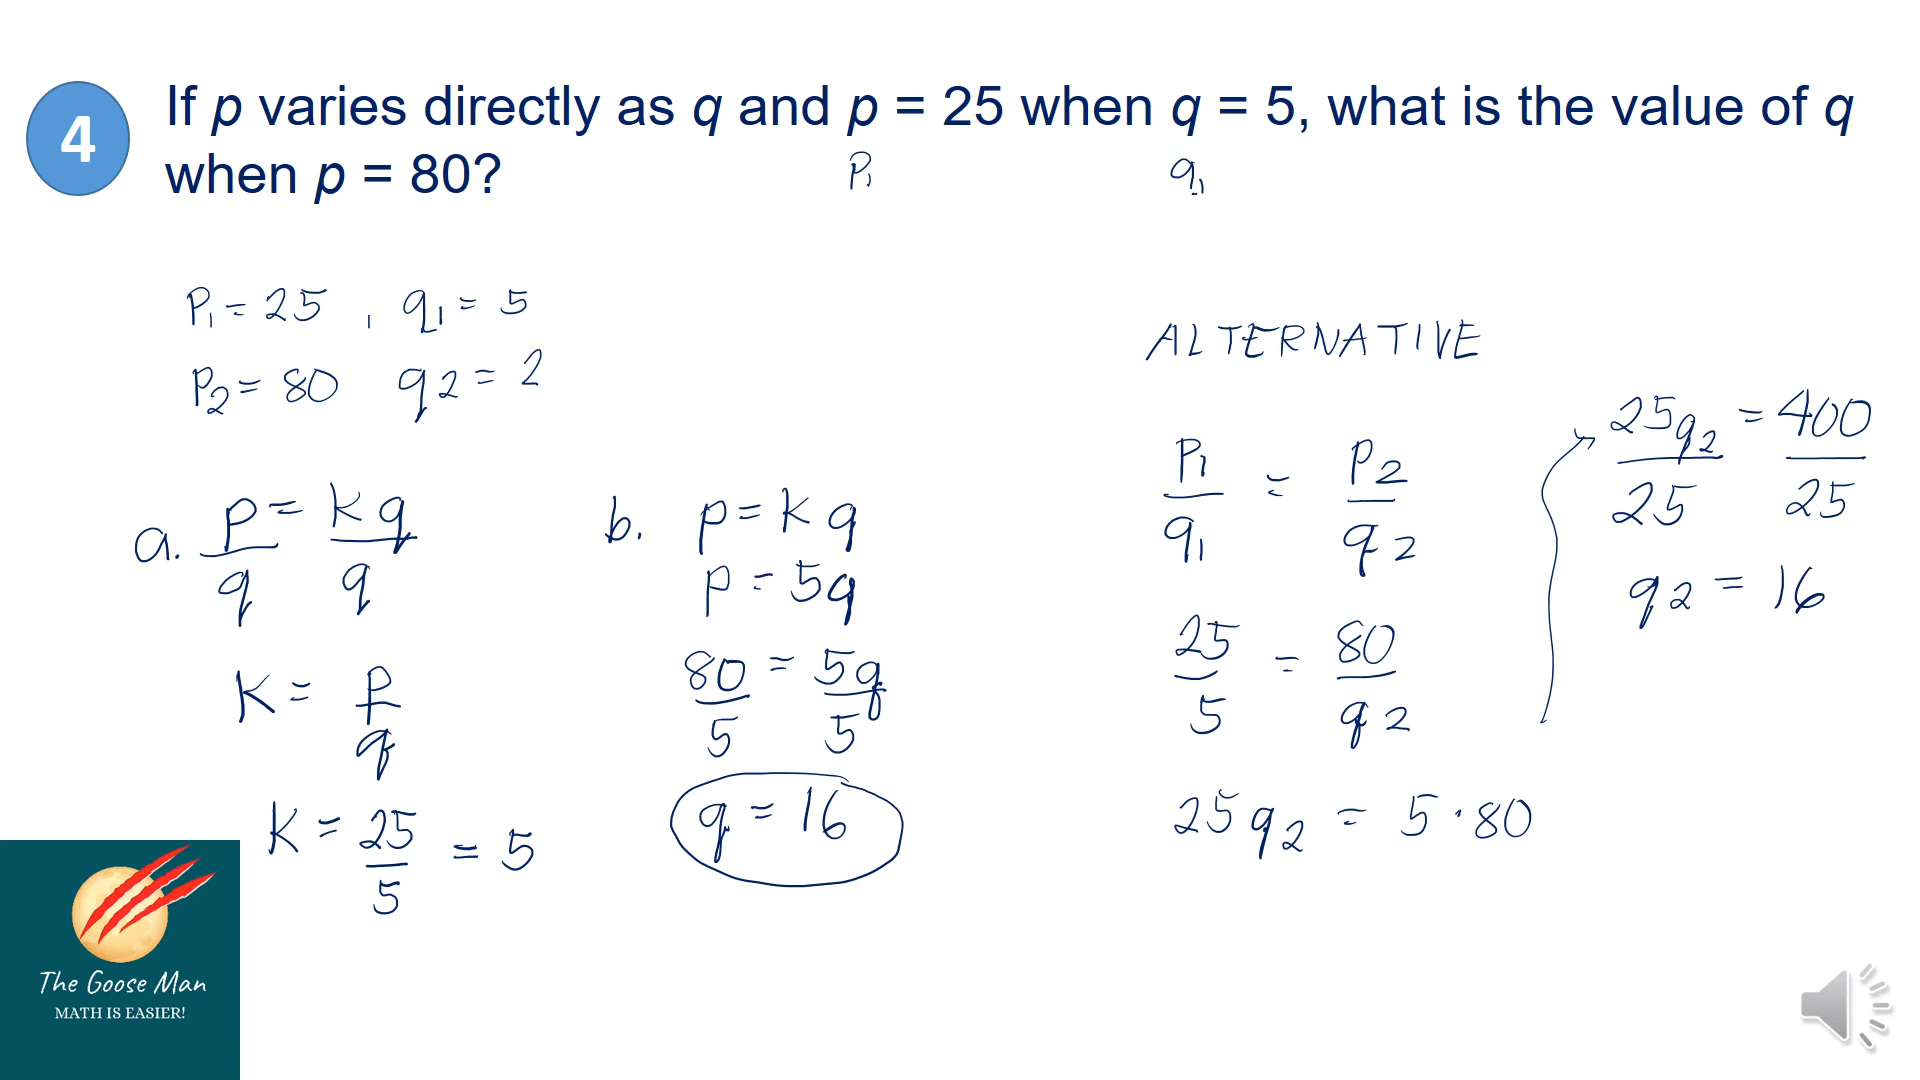 4
If p varies directly as q and p = 25 when q = 5, what is the value of q
when p = 80?
P₁
q₁
P₁ = 25 , q₁ = 5
P₂ = 80 q₂ = 2
a. p/q = kq/q
K = p/q
K = 25/5 = 5
b. p = kq
p = 5q
80/5 = 5q/5
q = 16
ALTERNATIVE
P₁/q₁ = P₂/q₂
25/5 = 80/q₂
25q₂ = 5 · 80
25q₂/25 = 400/25
q₂ = 16
The Goose Man
MATH IS EASIER!